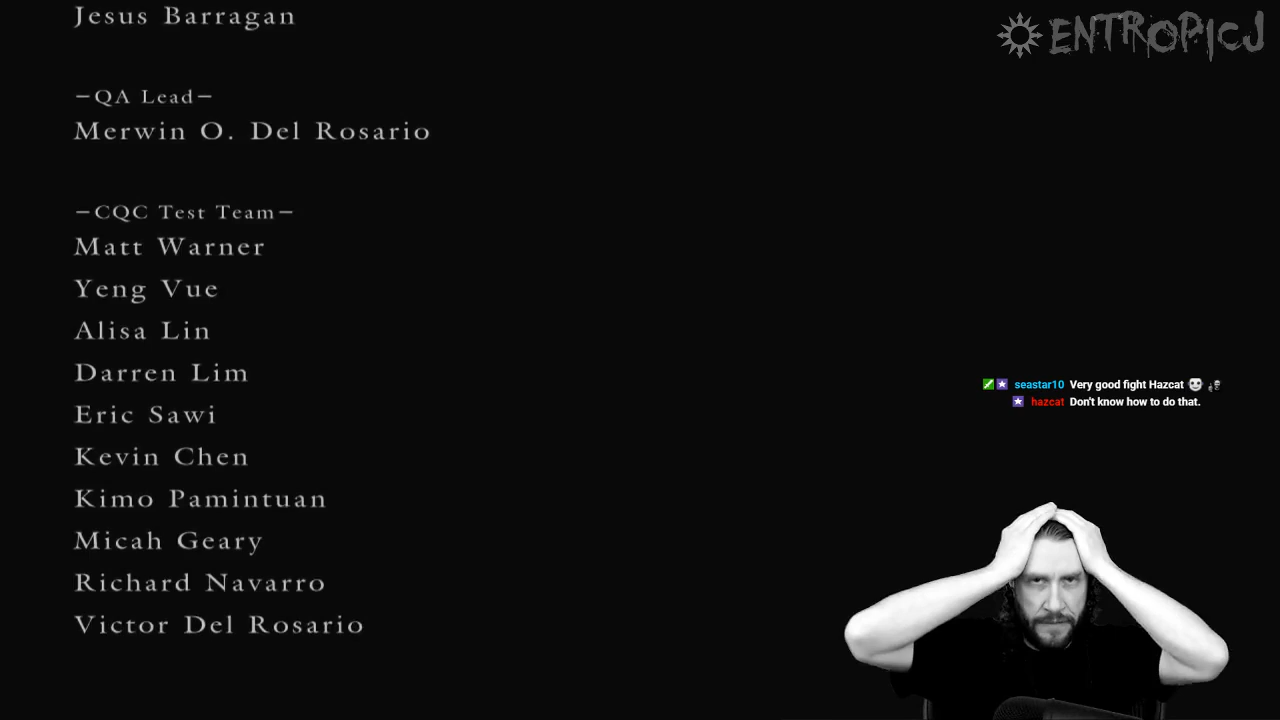 Jesus Barragan
ENTROPICJ
—QA Lead—
Merwin O. Del Rosario
—CQC Test Team—
Matt Warner
Yeng Vue
Alisa Lin
Darren Lim
Eric Sawi
Kevin Chen
Kimo Pamintuan
Micah Geary
Richard Navarro
Victor Del Rosario
seastar10 Very good fight Hazcat
hazcat Don't know how to do that.